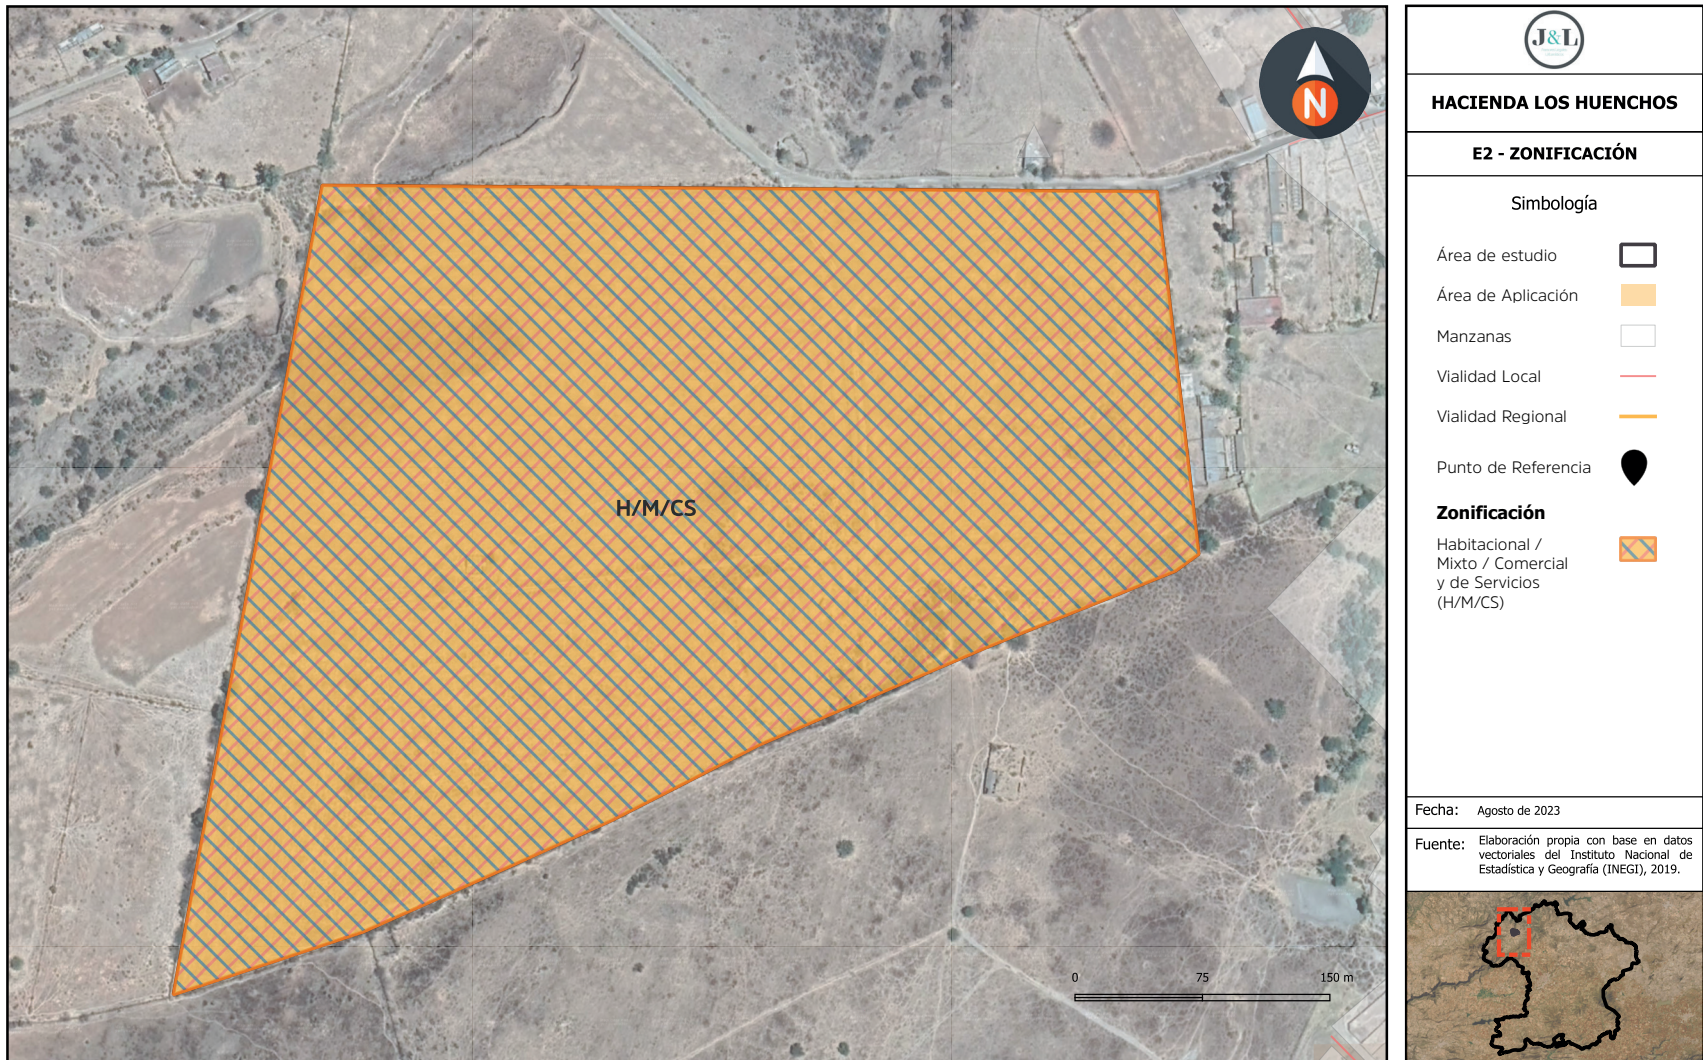 H/M/CS
N
0 75 150 m
J&L
HACIENDA LOS HUENCHOS
E2 - ZONIFICACIÓN
Simbología
Área de estudio
Área de Aplicación
Manzanas
Vialidad Local
Vialidad Regional
Punto de Referencia
Zonificación
Habitacional /
Mixto / Comercial
y de Servicios
(H/M/CS)
Fecha: Agosto de 2023
Fuente: Elaboración propia con base en datos
vectoriales del Instituto Nacional de
Estadística y Geografía (INEGI), 2019.